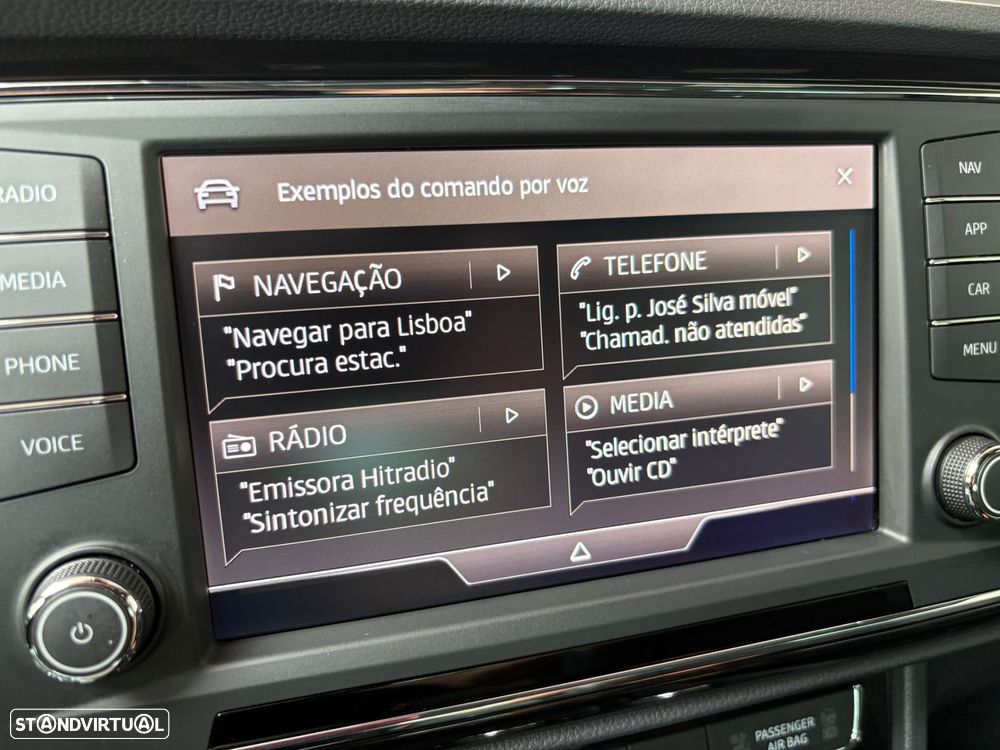 RADIO
MEDIA
PHONE
VOICE
Exemplos do comando por voz
NAVEGAÇÃO
"Navegar para Lisboa"
"Procura estac."
TELEFONE
"Lig. p. José Silva móvel"
"Chamad. não atendidas"
RÁDIO
"Emissora Hitradio"
"Sintonizar frequência"
MEDIA
"Selecionar intérprete"
"Ouvir CD"
NAV
APP
CAR
MENU
PASSENGER
AIR BAG
STANDVIRTUAL